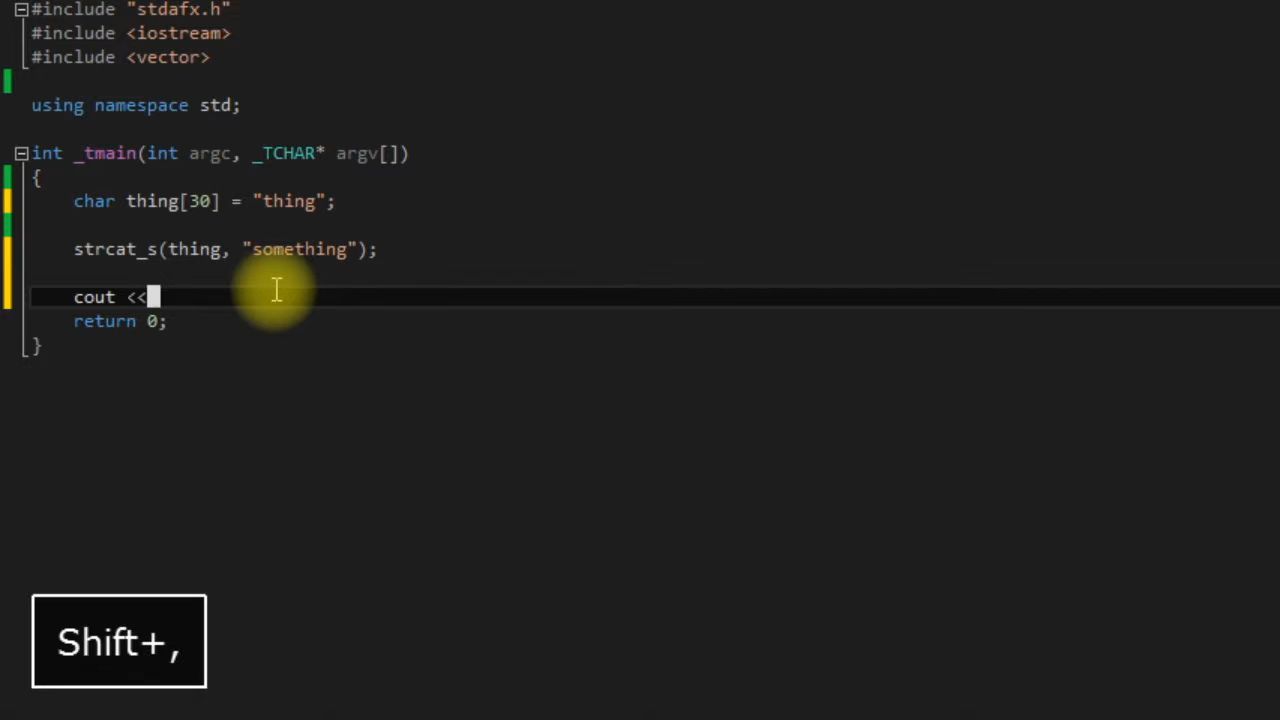 #include "stdafx.h"
#include <iostream>
#include <vector>
using namespace std;
int _tmain(int argc, _TCHAR* argv[])
{
char thing[30] = "thing";
strcat_s(thing, "something");
cout <<
return 0;
}
Shift+,